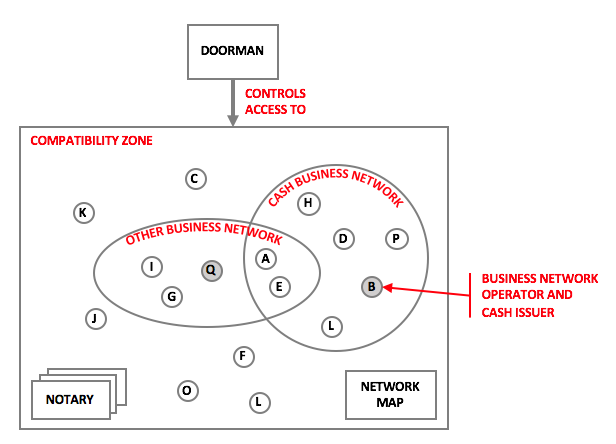 DOORMAN
CONTROLS
ACCESS TO
COMPATIBILITY ZONE
C
CASH BUSINESS NETWORK
K
H
OTHER BUSINESS NETWORK
D
P
A
I
Q
E
G
B
BUSINESS NETWORK
OPERATOR AND
CASH ISSUER
J
L
F
O
L
NOTARY
NETWORK
MAP